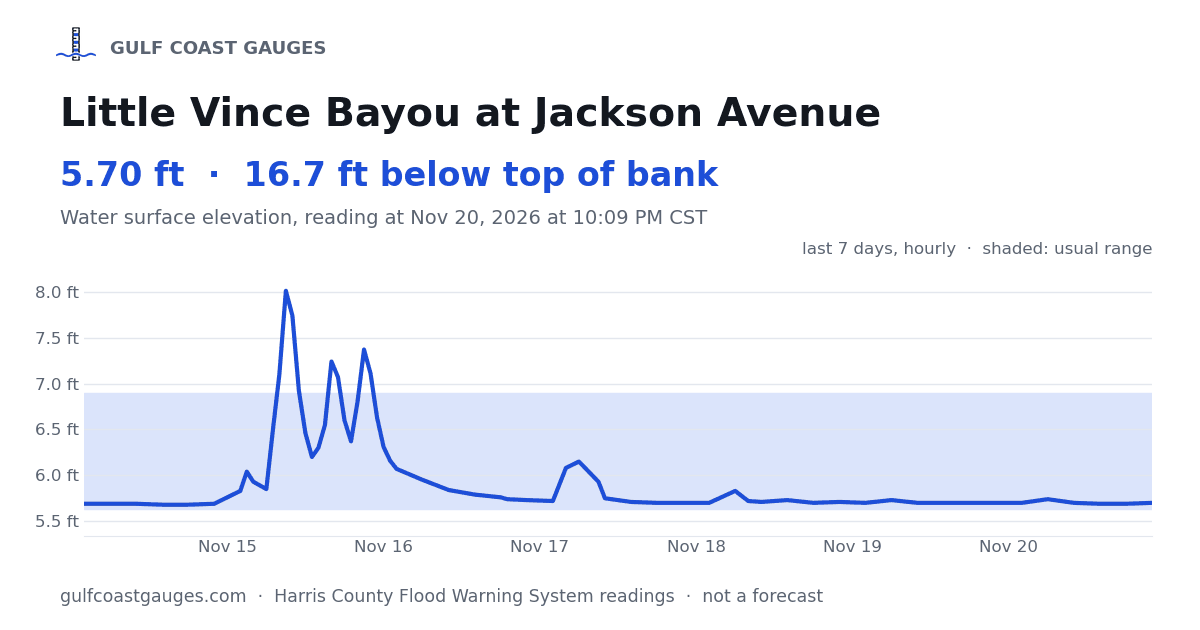 GULF COAST GAUGES
Little Vince Bayou at Jackson Avenue
5.70 ft · 16.7 ft below top of bank
Water surface elevation, reading at Nov 20, 2026 at 10:09 PM CST
last 7 days, hourly · shaded: usual range
8.0 ft
7.5 ft
7.0 ft
6.5 ft
6.0 ft
5.5 ft
Nov 15 Nov 16 Nov 17 Nov 18 Nov 19 Nov 20
gulfcoastgauges.com · Harris County Flood Warning System readings · not a forecast